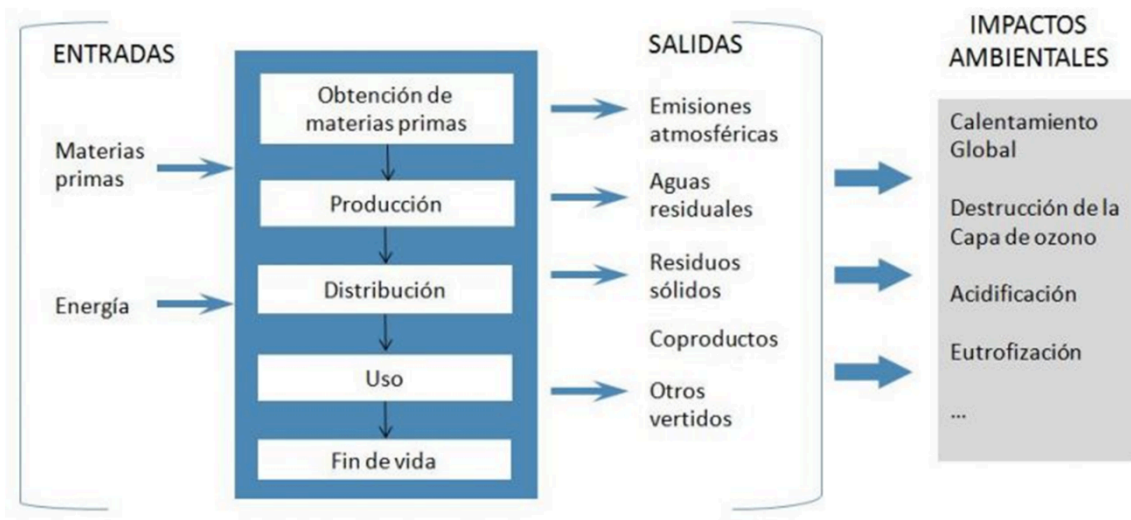 ENTRADAS
Materias
primas
Energía
Obtención de
materias primas
Producción
Distribución
Uso
Fin de vida
SALIDAS
Emisiones
atmosféricas
Aguas
residuales
Residuos
sólidos
Coproductos
Otros
vertidos
IMPACTOS
AMBIENTALES
Calentamiento
Global
Destrucción de la
Capa de ozono
Acidificación
Eutrofización
...